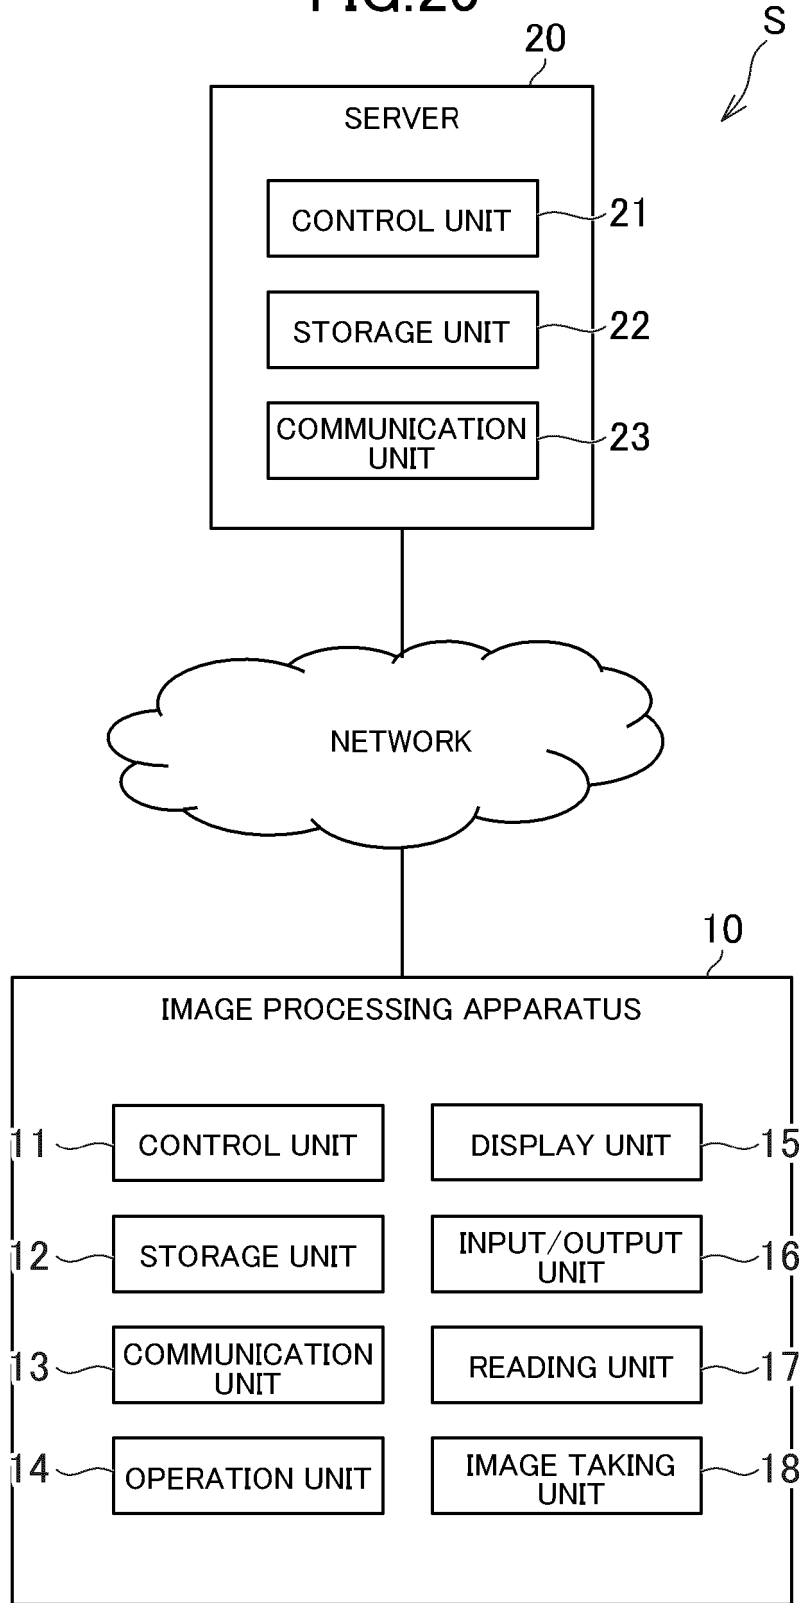 FIG.20
S
20
SERVER
CONTROL UNIT
21
STORAGE UNIT
22
COMMUNICATION
UNIT
23
NETWORK
10
IMAGE PROCESSING APPARATUS
11
CONTROL UNIT
DISPLAY UNIT
15
12
STORAGE UNIT
INPUT/OUTPUT
UNIT
16
13
COMMUNICATION
UNIT
READING UNIT
17
14
OPERATION UNIT
IMAGE TAKING
UNIT
18